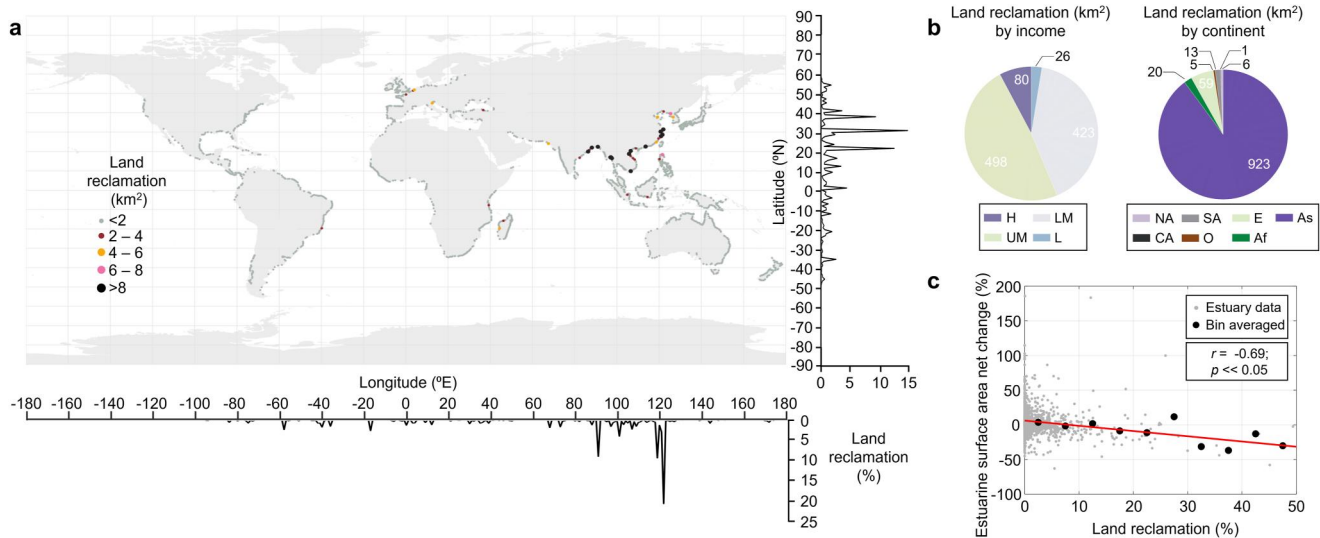 a
90
80
70
60
50
40
30
20
10
0
-10
-20
-30
-40
-50
-60
-70
-80
-90
Latitude (ºN)
0 5 10 15
Land
reclamation
(km²)
<2
2 – 4
4 – 6
6 – 8
>8
Longitude (ºE)
-180 -160 -140 -120 -100 -80 -60 -40 -20 0 20 40 60 80 100 120 140 160 180
0
5
10
15
20
25
Land
reclamation
(%)
b
Land reclamation (km²)
by income
80
26
423
498
H LM
UM L
Land reclamation (km²)
by continent
13 1
5 6
20
59
923
NA SA E As
CA O Af
c
Estuarine surface area net change (%)
200
150
100
50
0
-50
-100
Estuary data
Bin averaged
r = -0.69;
p << 0.05
0 10 20 30 40 50
Land reclamation (%)